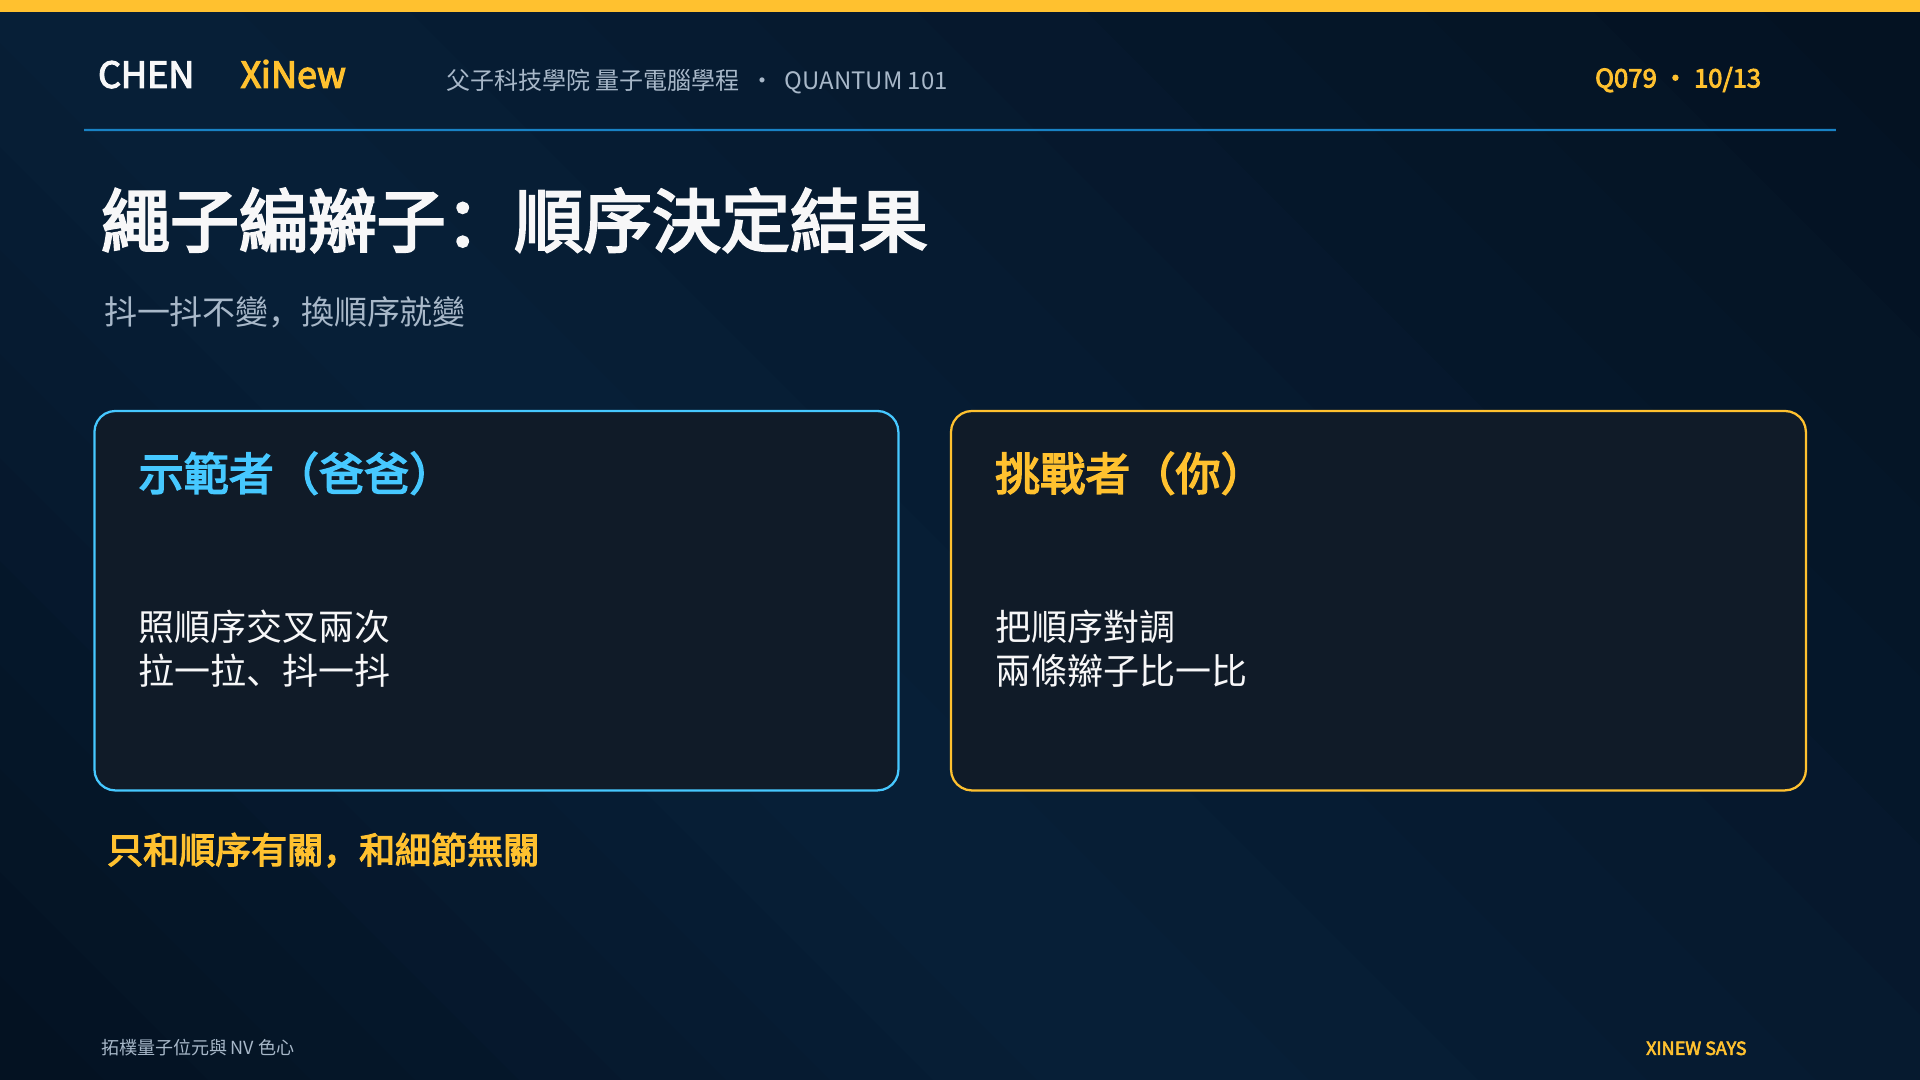 CHEN XiNew 父子科技學院 量子電腦學程 · QUANTUM 101 Q079 · 10/13
繩子編辮子：順序決定結果
抖一抖不變，換順序就變
示範者（爸爸）
照順序交叉兩次
拉一拉、抖一抖
挑戰者（你）
把順序對調
兩條辮子比一比
只和順序有關，和細節無關
拓樸量子位元與 NV 色心 XINEW SAYS